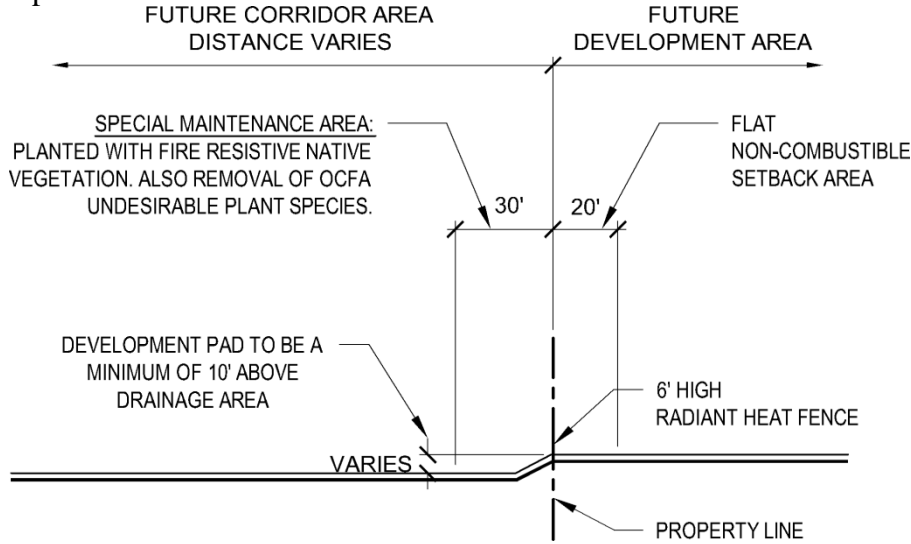 FUTURE CORRIDOR AREA
DISTANCE VARIES
FUTURE
DEVELOPMENT AREA
SPECIAL MAINTENANCE AREA:
PLANTED WITH FIRE RESISTIVE NATIVE
VEGETATION. ALSO REMOVAL OF OCFA
UNDESIRABLE PLANT SPECIES.
FLAT
NON-COMBUSTIBLE
SETBACK AREA
30'
20'
DEVELOPMENT PAD TO BE A
MINIMUM OF 10' ABOVE
DRAINAGE AREA
6' HIGH
RADIANT HEAT FENCE
VARIES
PROPERTY LINE